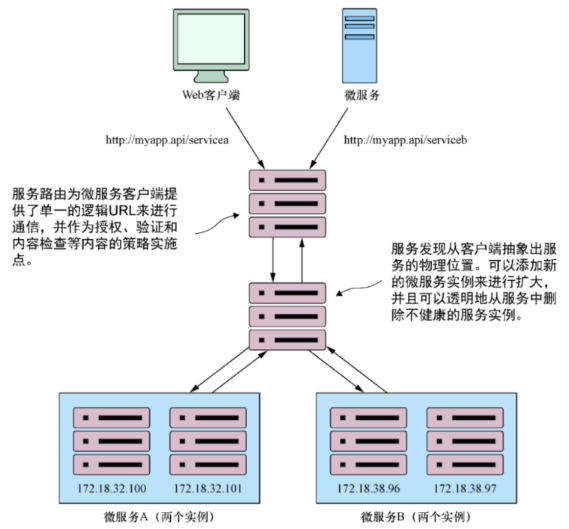 Web客户端
微服务
http://myapp.api/servicea
http://myapp.api/serviceb
服务路由为微服务客户端提
供了单一的逻辑URL来进行
通信，并作为授权、验证和
内容检查等内容的策略实施
点。
服务发现从客户端抽象出服
务的物理位置。可以添加新
的微服务实例来进行扩大，
并且可以透明地从服务中删
除不健康的服务实例。
172.18.32.100
172.18.32.101
172.18.38.96
172.18.38.97
微服务A（两个实例）
微服务B（两个实例）